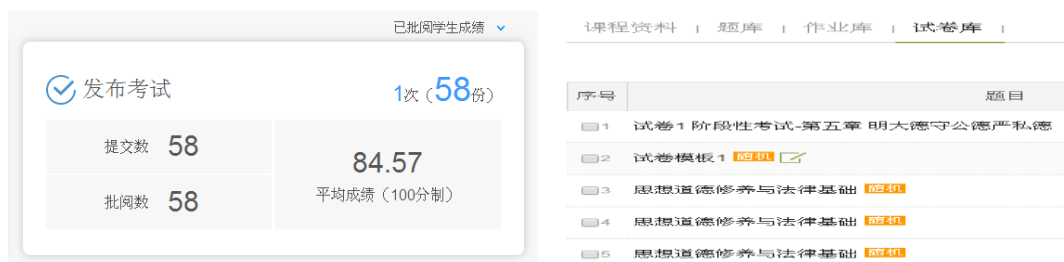 已批阅学生成绩
发布考试
1次（58份）
提交数 58
批阅数 58
84.57
平均成绩（100分制）
课程资料 | 题库 | 作业库 | 试卷库 |
序号 题目
1 试卷1 阶段性考试-第五章 明大德守公德严私德
2 试卷模板1 随机
3 思想道德修养与法律基础 随机
4 思想道德修养与法律基础 随机
5 思想道德修养与法律基础 随机